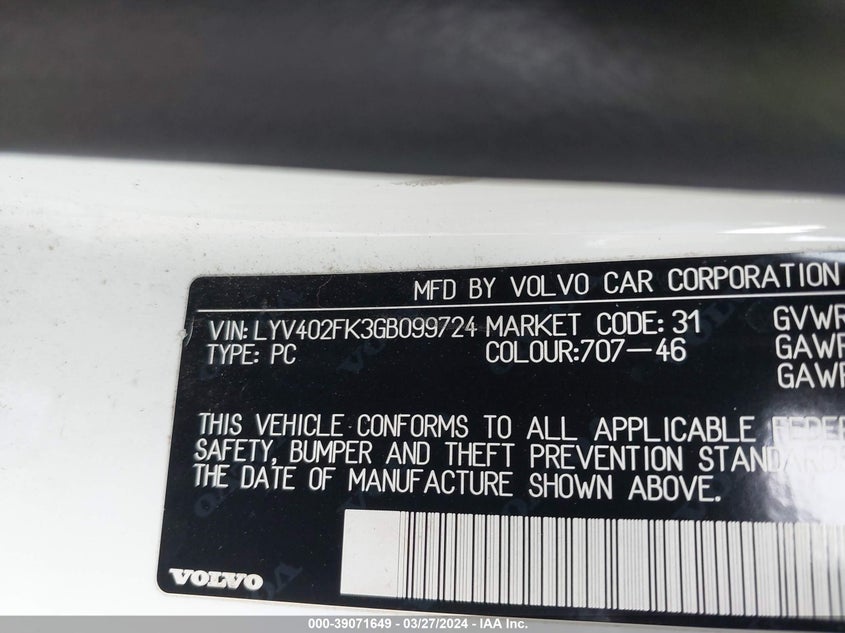 MFD BY VOLVO CAR CORPORATION
VIN: LYV402FK3GB099724 MARKET CODE: 31 GVWR
TYPE: PC COLOUR:707-46 GAWR
GAWR
THIS VEHICLE CONFORMS TO ALL APPLICABLE FEDER
SAFETY, BUMPER AND THEFT PREVENTION STANDARD
THE DATE OF MANUFACTURE SHOWN ABOVE.
VOLVO
000-39071649 - 03/27/2024 - IAA Inc.